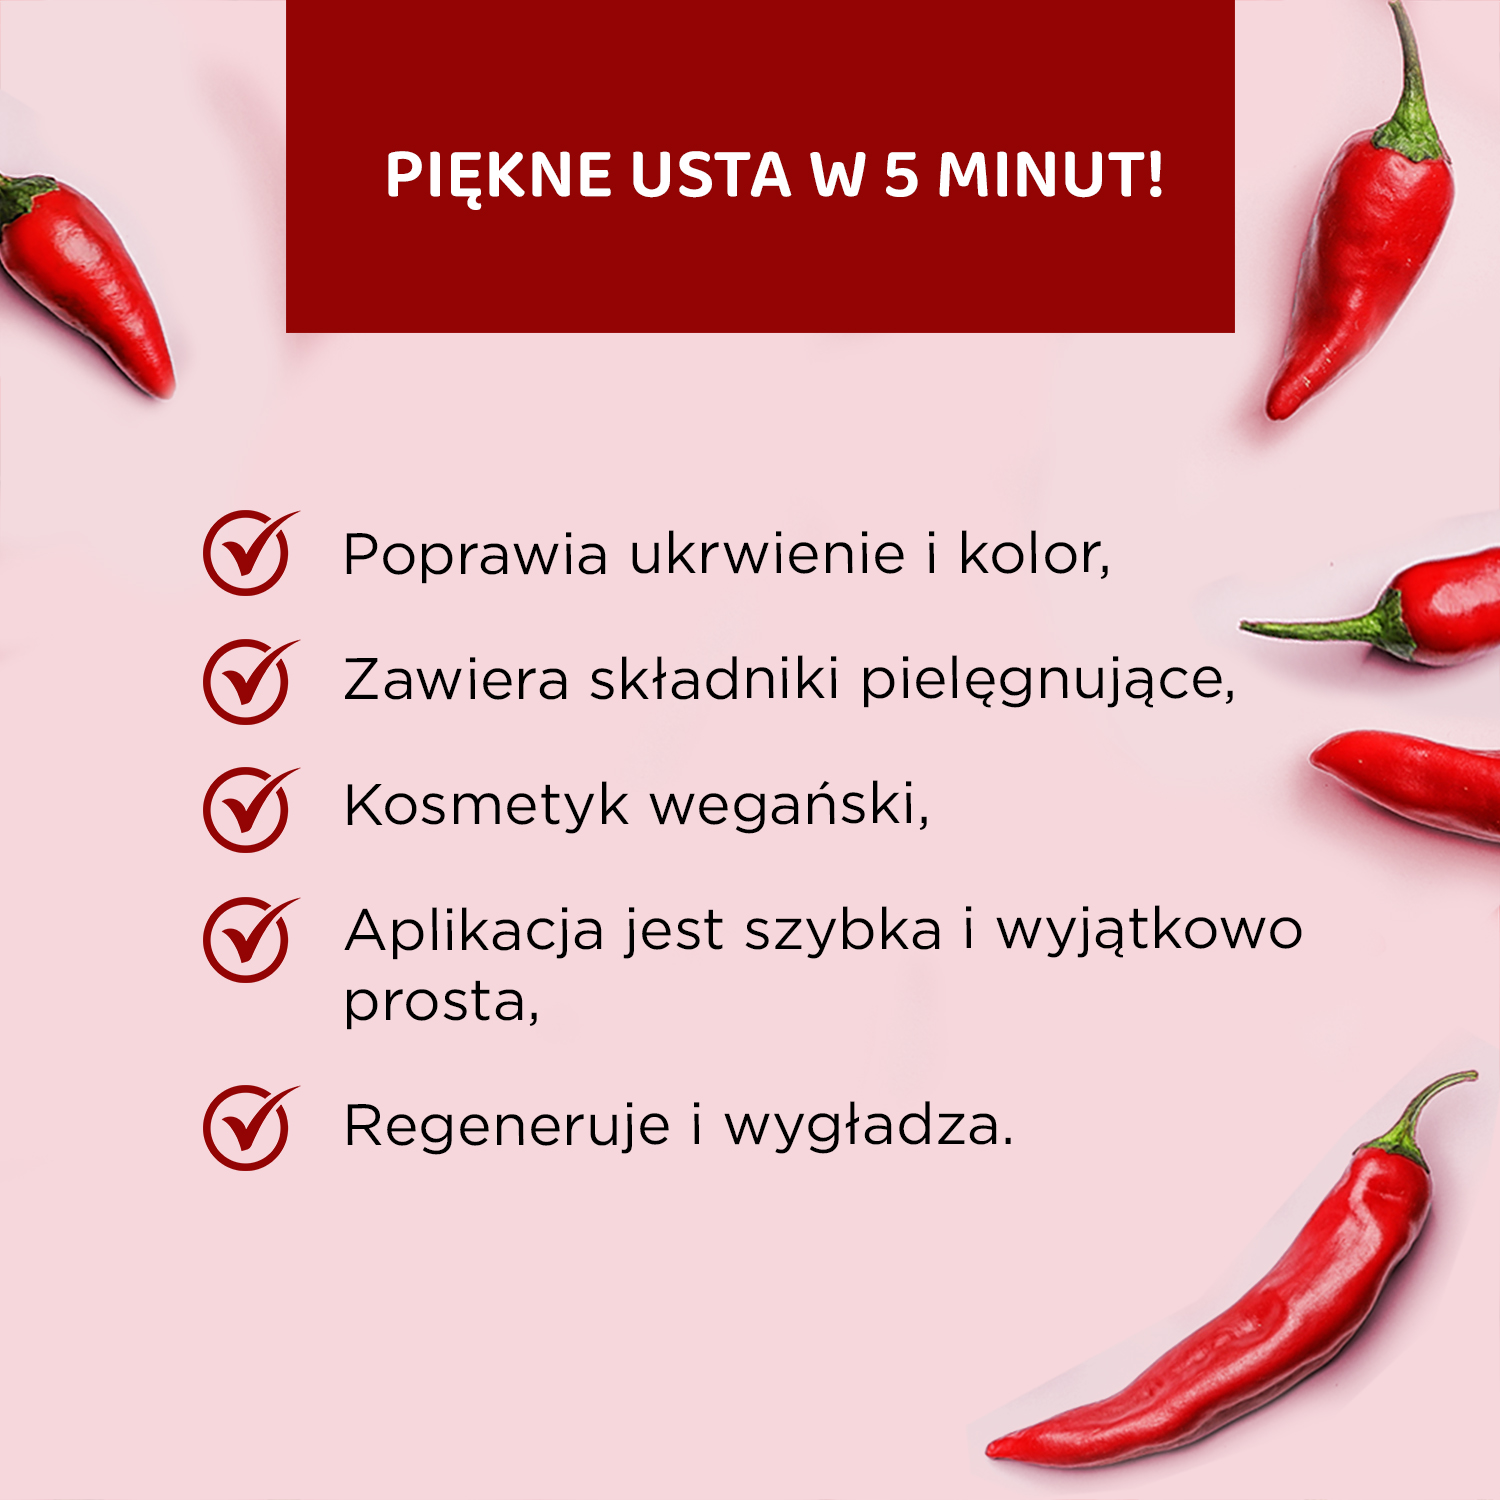 PIĘKNE USTA W 5 MINUT!
Poprawia ukrwienie i kolor,
Zawiera składniki pielęgnujące,
Kosmetyk wegański,
Aplikacja jest szybka i wyjątkowo
prosta,
Regeneruje i wygładza.